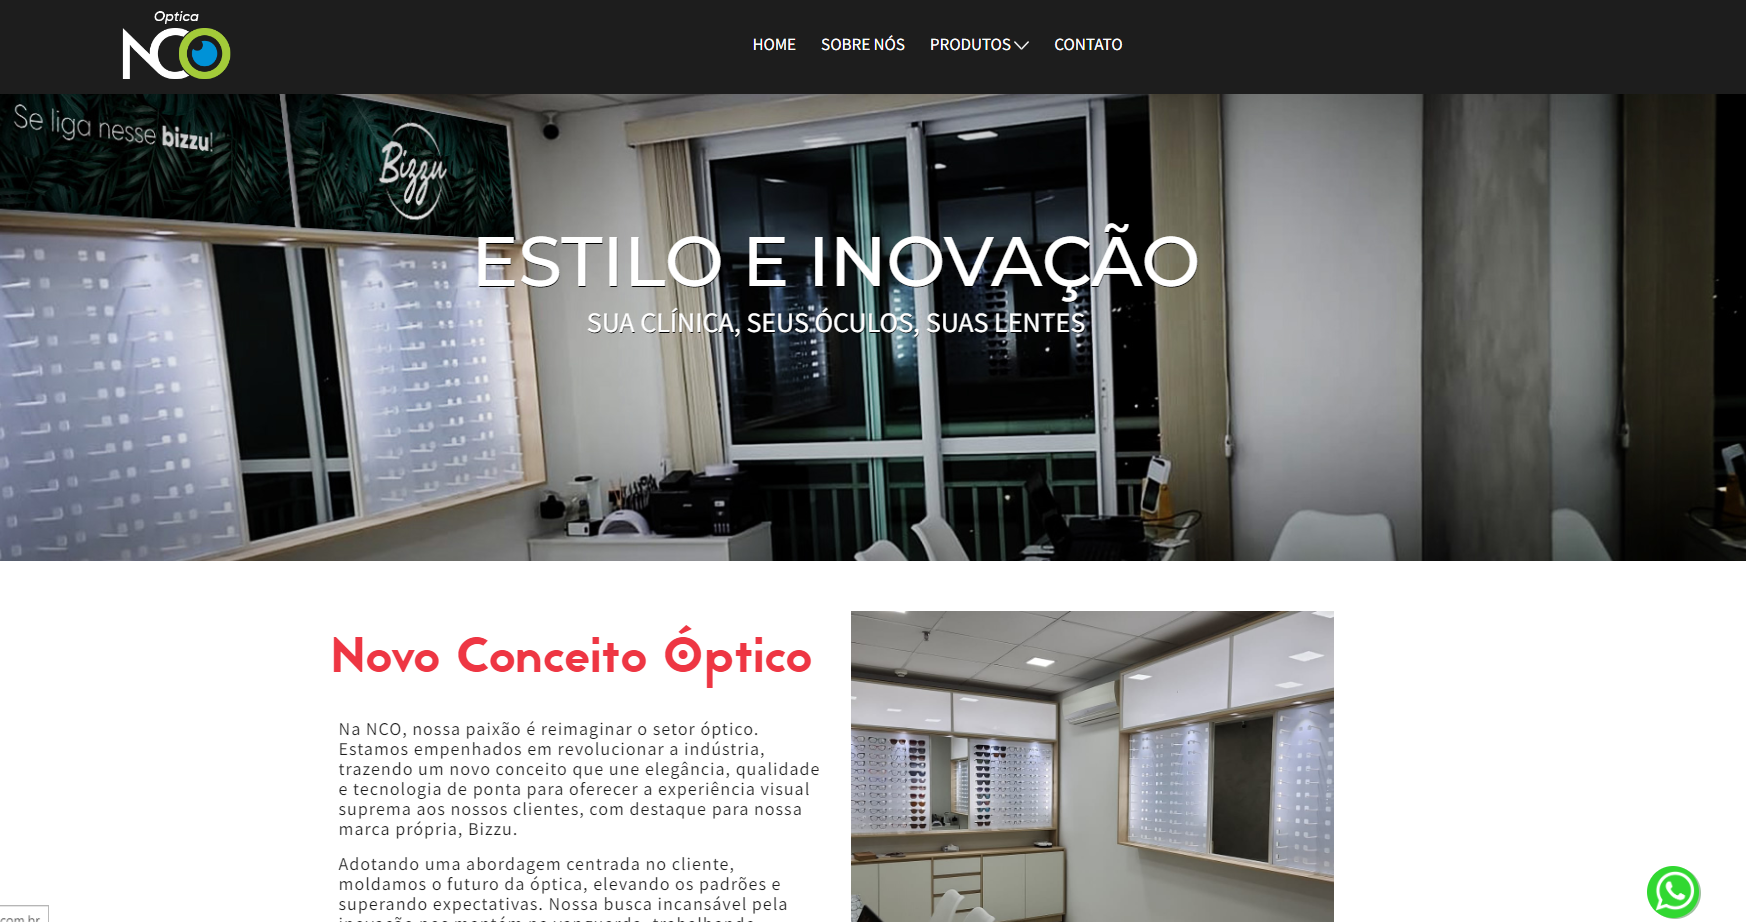 Optica
NCO
HOME SOBRE NÓS PRODUTOS CONTATO
Se liga nesse bizzu!
Bizzu
ESTILO E INOVAÇÃO
SUA CLÍNICA, SEUS ÓCULOS, SUAS LENTES
Novo Conceito Óptico
Na NCO, nossa paixão é reimaginar o setor óptico.
Estamos empenhados em revolucionar a indústria,
trazendo um novo conceito que une elegância, qualidade
e tecnologia de ponta para oferecer a experiência visual
suprema aos nossos clientes, com destaque para nossa
marca própria, Bizzu.
Adotando uma abordagem centrada no cliente,
moldamos o futuro da óptica, elevando os padrões e
superando expectativas. Nossa busca incansável pela